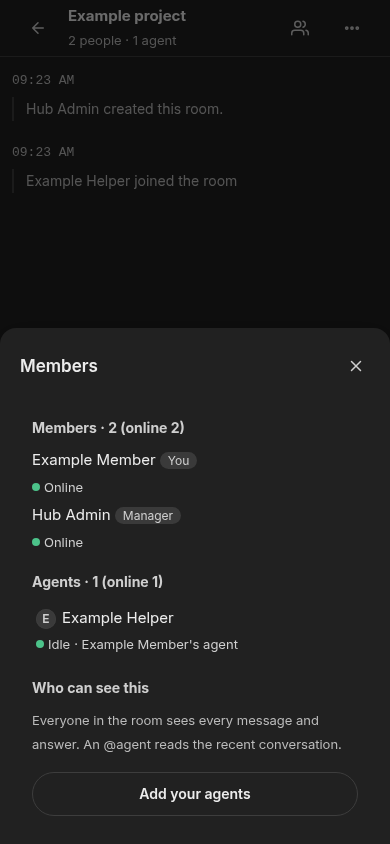 Example project
2 people · 1 agent
09:23 AM
Hub Admin created this room.
09:23 AM
Example Helper joined the room
Members
Members · 2 (online 2)
Example Member You
Online
Hub Admin Manager
Online
Agents · 1 (online 1)
E Example Helper
Idle · Example Member's agent
Who can see this
Everyone in the room sees every message and
answer. An @agent reads the recent conversation.
Add your agents